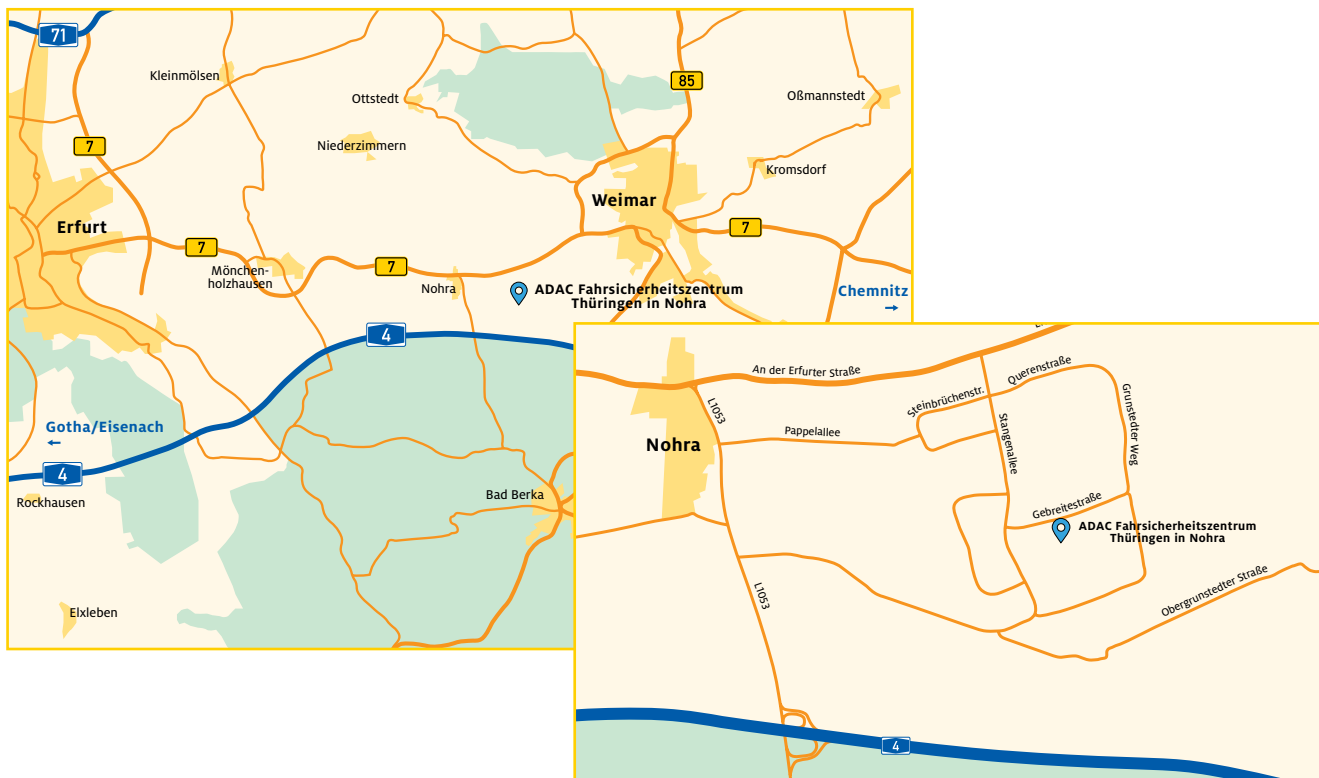 71
Kleinmölsen
Ottstedt
85
Oßmannstedt
7
Niederzimmern
Kromsdorf
Weimar
Erfurt
7
7
7
Mönchen-
holzhausen
Nohra
ADAC Fahrsicherheitszentrum
Thüringen in Nohra
Chemnitz
→
4
Gotha/Eisenach
←
4
Rockhausen
Bad Berka
Elxleben
An der Erfurter Straße
Querenstraße
Steinbrüchenstr.
Grunstedter Weg
L1053
Pappelallee
Stangenallee
Nohra
Gebreitestraße
ADAC Fahrsicherheitszentrum
Thüringen in Nohra
L1053
Obergrunstedter Straße
4